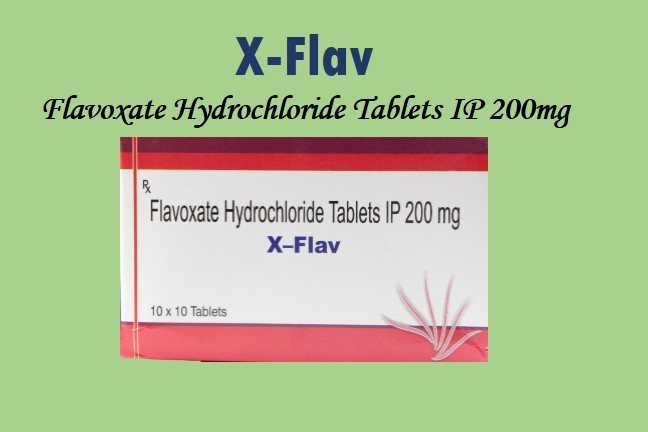 X-Flav
Flavoxate Hydrochloride Tablets IP 200mg
Rx
Flavoxate Hydrochloride Tablets IP 200 mg
X–Flav
10 x 10 Tablets